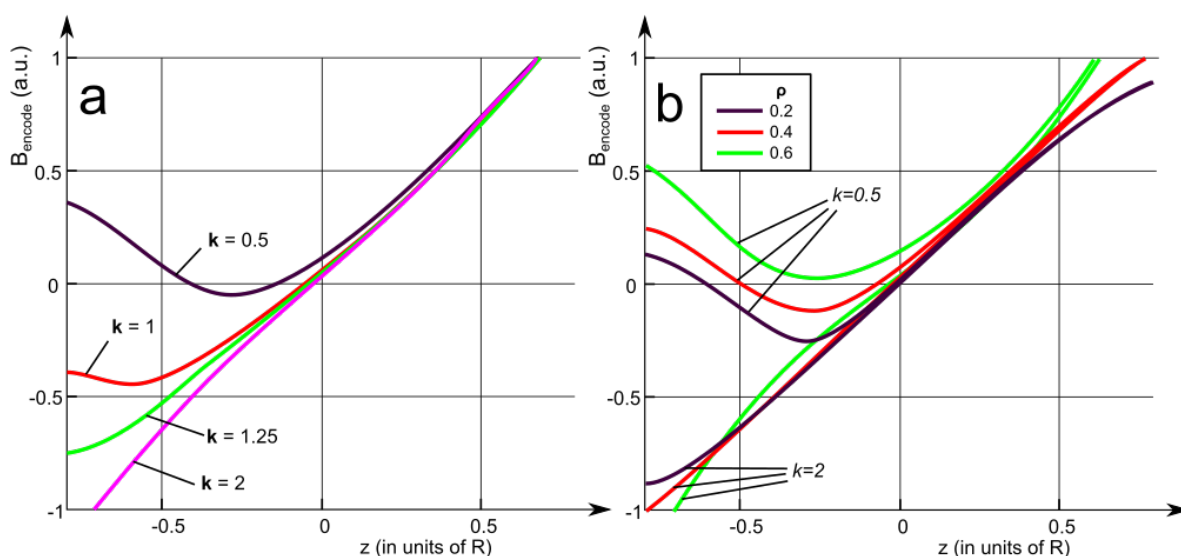 a
B encode (a.u.)
1
0.5
0
-0.5
-1
k = 0.5
k = 1
k = 1.25
k = 2
-0.5
0
0.5
z (in units of R)
b
B encode (a.u.)
1
0.5
0
-0.5
-1
ρ
0.2
0.4
0.6
k=0.5
k=2
-0.5
0
0.5
z (in units of R)